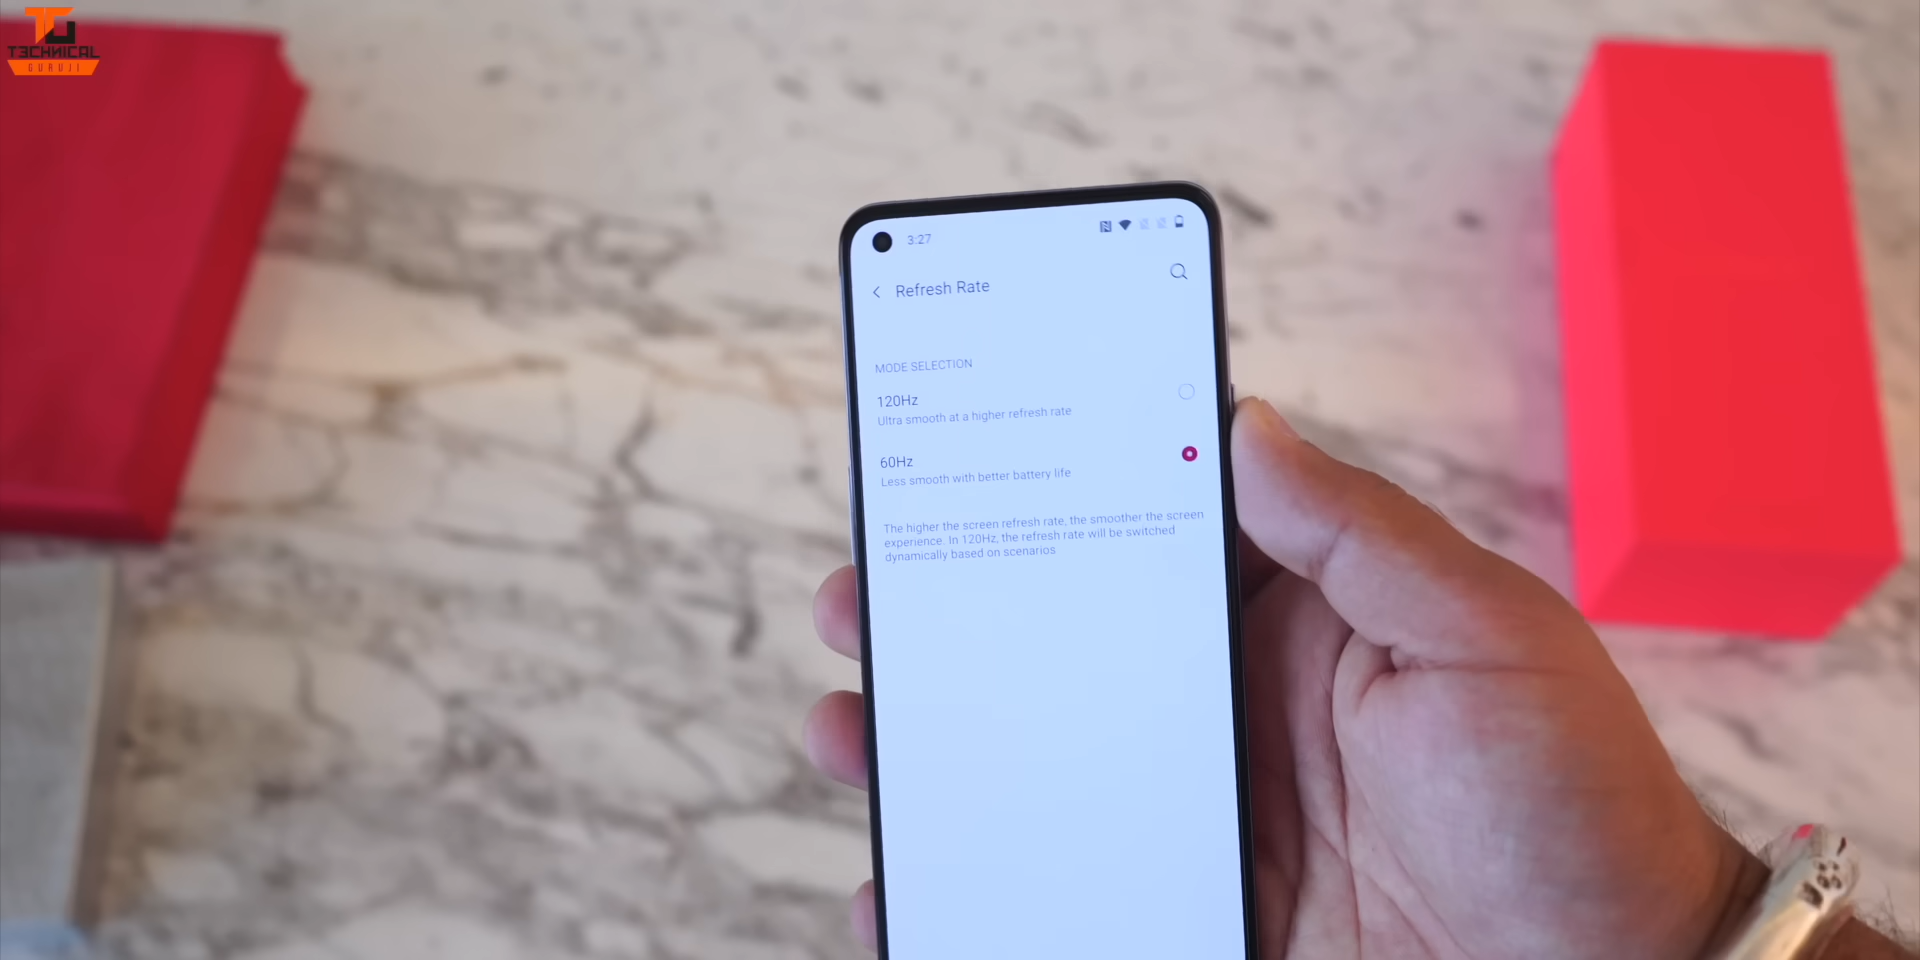 TG
TECHNICAL
GURUJI
3:27
Refresh Rate
MODE SELECTION
120Hz
Ultra smooth at a higher refresh rate
60Hz
Less smooth with better battery life
The higher the screen refresh rate, the smoother the screen
experience. In 120Hz, the refresh rate will be switched
dynamically based on scenarios